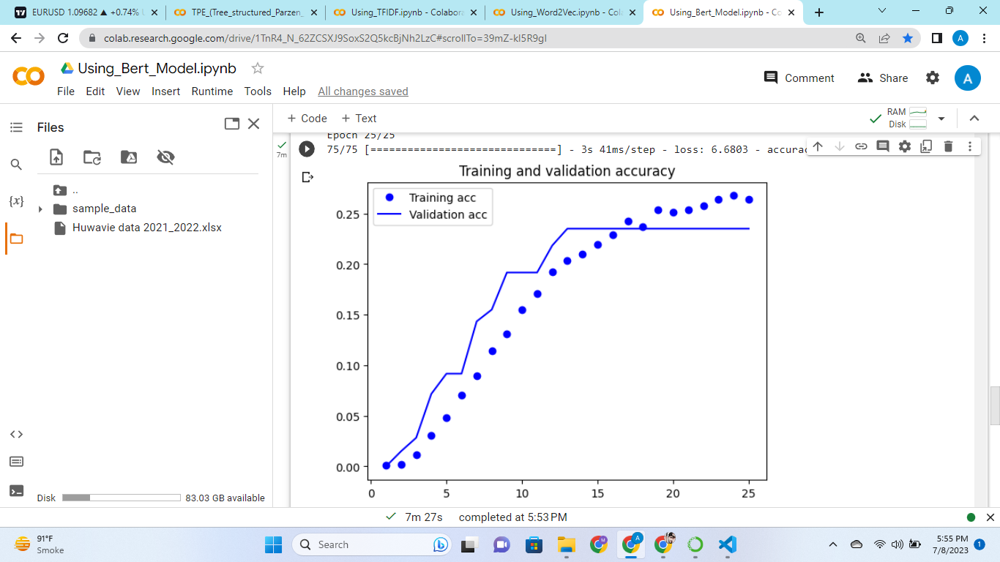 EURUSD 1.09682 ▲ +0.74%
TPE_(Tree_structured_Parzen_
Using_TFIDF.ipynb - Colabora
Using_Word2Vec.ipynb - Cola
Using_Bert_Model.ipynb - Co
colab.research.google.com/drive/1TnR4_N_62ZCSXJ9SoxS2Q5kcBjNh2LzC#scrollTo=39mZ-kI5R9gI
A
Using_Bert_Model.ipynb
File Edit View Insert Runtime Tools Help All changes saved
Comment
Share
A
Files
+ Code + Text
RAM
Disk
{x}
..
sample_data
Huwavie data 2021_2022.xlsx
7m
Epoch 25/25
75/75 [==============================] - 3s 41ms/step - loss: 6.6803 - accurac
Training and validation accuracy
Training acc
Validation acc
0.25
0.20
0.15
0.10
0.05
0.00
0 5 10 15 20 25
Disk
83.03 GB available
7m 27s completed at 5:53 PM
91°F
Smoke
Search
M
A
5:55 PM
7/8/2023
1